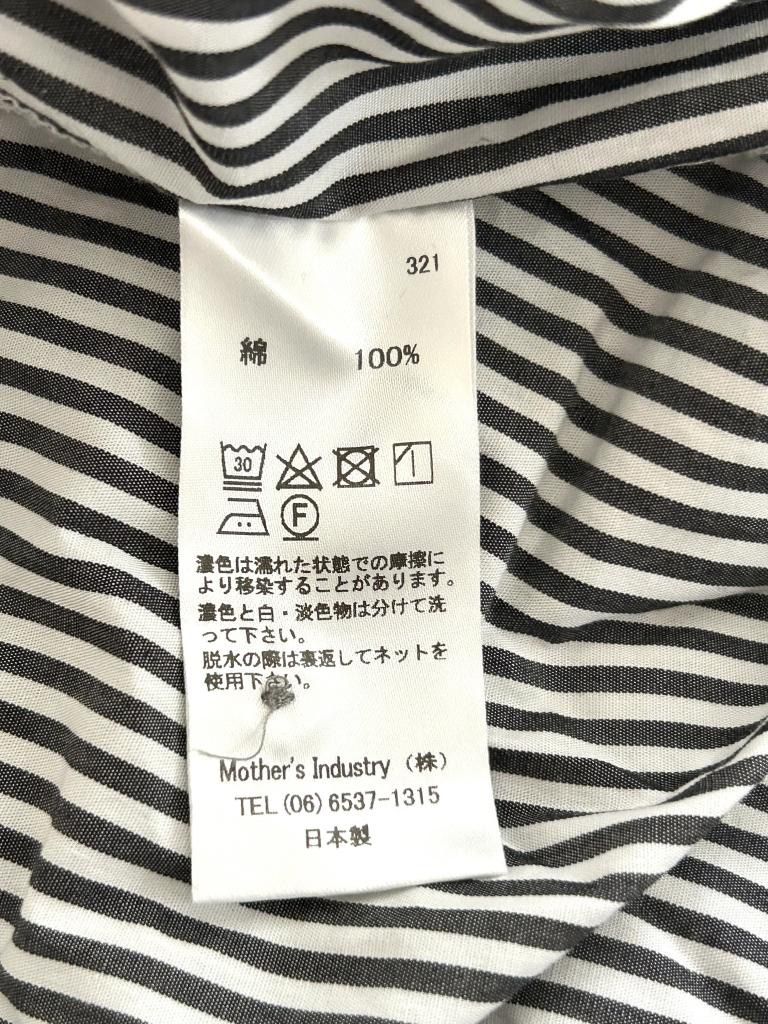 321
綿 100%
30
F
濃色は濡れた状態での摩擦に
より移染することがあります。
濃色と白・淡色物は分けて洗
って下さい。
脱水の際は裏返してネットを
使用下さい。
Mother's Industry (株)
TEL(06)6537-1315
日本製